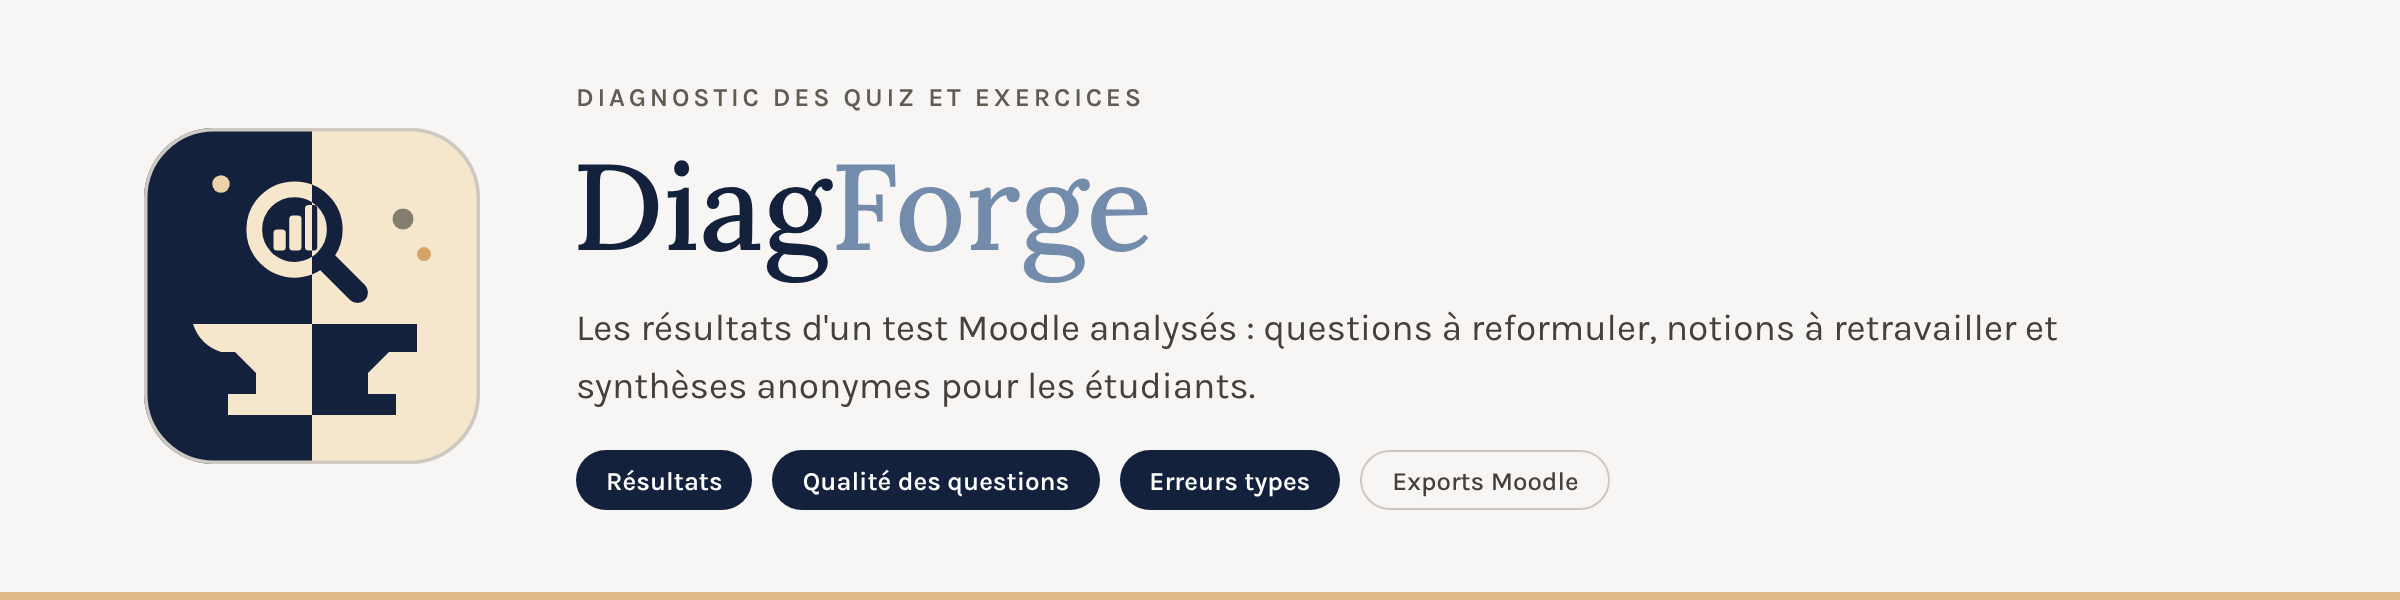 DIAGNOSTIC DES QUIZ ET EXERCICES
DiagForge
Les résultats d'un test Moodle analysés : questions à reformuler, notions à retravailler et
synthèses anonymes pour les étudiants.
Résultats
Qualité des questions
Erreurs types
Exports Moodle